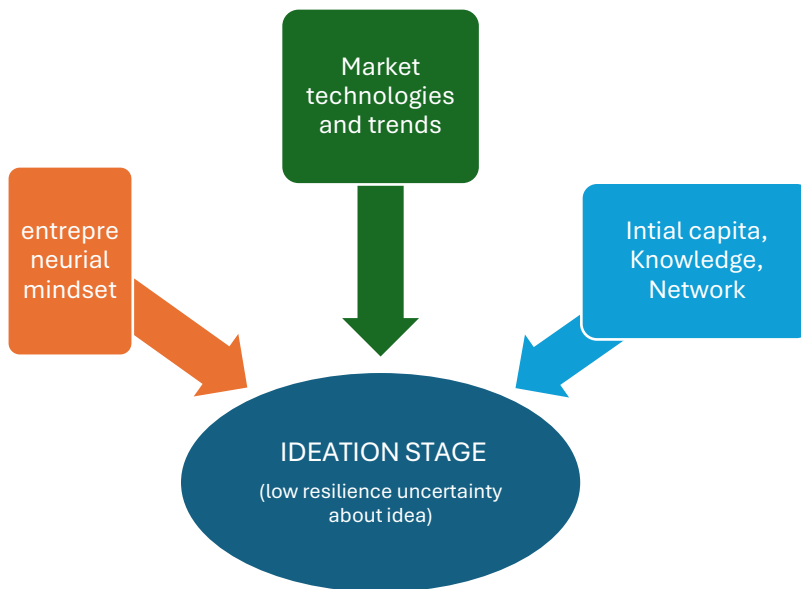 Market
technologies
and trends
entrepre
neurial
mindset
Intial capita,
Knowledge,
Network
IDEATION STAGE
(low resilience uncertainty
about idea)